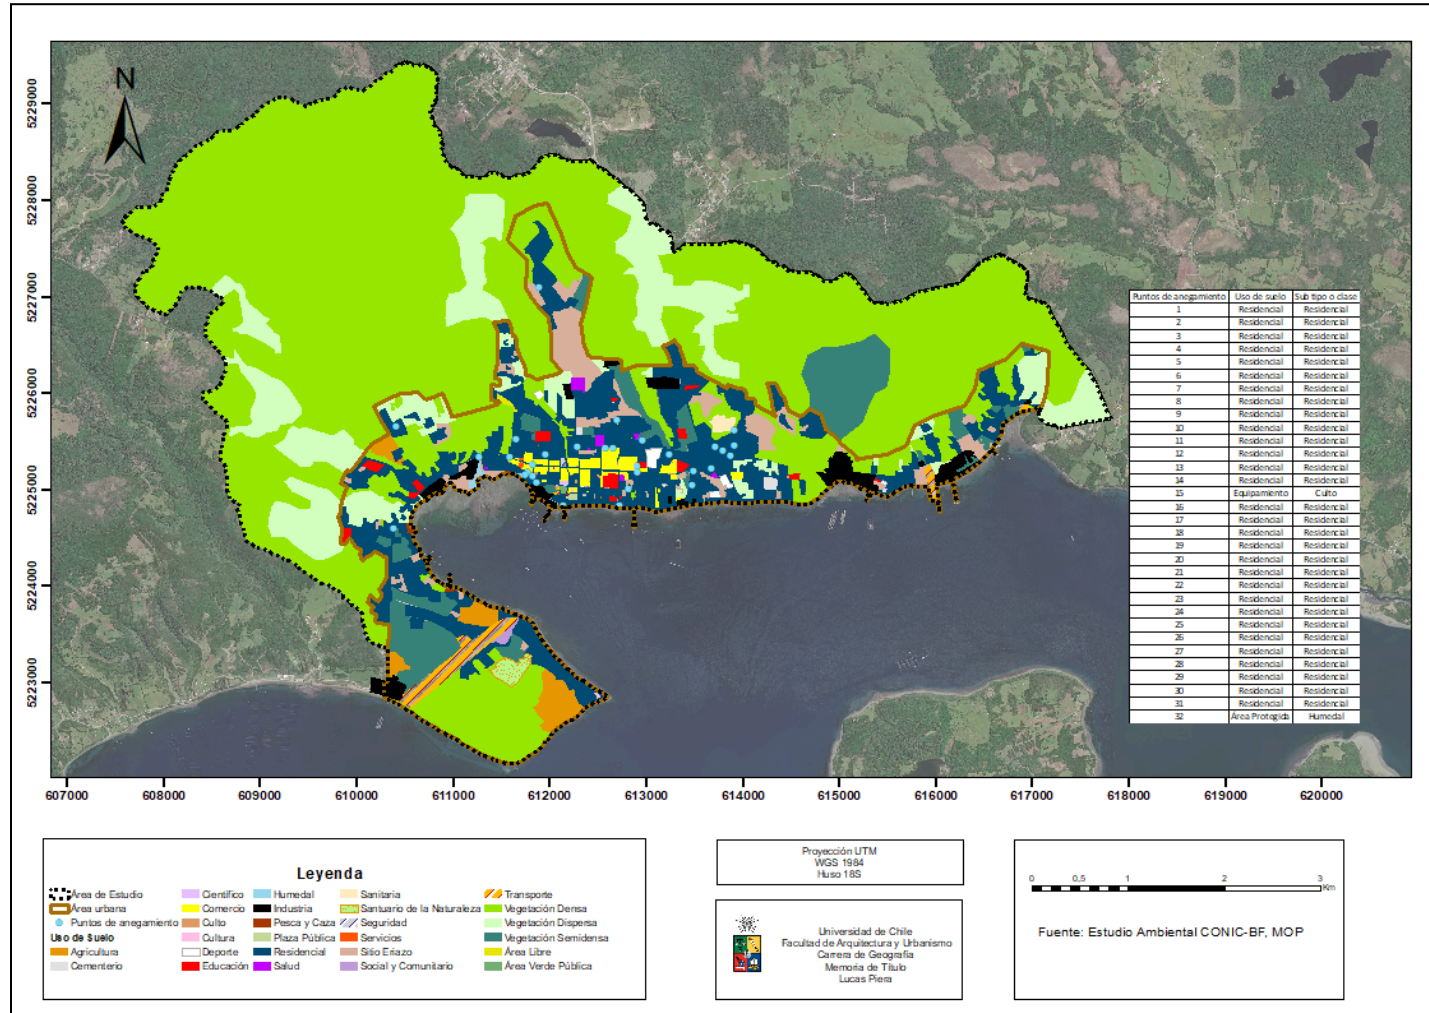 N
5229000
5228000
5227000
5226000
5225000
5224000
5223000
607000 608000 609000 610000 611000 612000 613000 614000 615000 616000 617000 618000 619000 620000
Puntos de anegamiento Uso de suelo Sub tipo o clase
1 Residencial Residencial
2 Residencial Residencial
3 Residencial Residencial
4 Residencial Residencial
5 Residencial Residencial
6 Residencial Residencial
7 Residencial Residencial
8 Residencial Residencial
9 Residencial Residencial
10 Residencial Residencial
11 Residencial Residencial
12 Residencial Residencial
13 Residencial Residencial
14 Residencial Residencial
15 Equipamiento Culto
16 Residencial Residencial
17 Residencial Residencial
18 Residencial Residencial
19 Residencial Residencial
20 Residencial Residencial
21 Residencial Residencial
22 Residencial Residencial
23 Residencial Residencial
24 Residencial Residencial
25 Residencial Residencial
26 Residencial Residencial
27 Residencial Residencial
28 Residencial Residencial
29 Residencial Residencial
30 Residencial Residencial
31 Residencial Residencial
32 Área Protegida Humedal
Leyenda
Área de Estudio
Área urbana
Puntos de anegamiento
Uso de Suelo
Agricultura
Cementerio
Científico
Comercio
Culto
Cultura
Deporte
Educación
Humedal
Industria
Pesca y Caza
Plaza Pública
Residencial
Salud
Sanitaria
Santuario de la Naturaleza
Seguridad
Servicios
Sitio Eriazo
Social y Comunitario
Transporte
Vegetación Densa
Vegetación Dispersa
Vegetación Semidensa
Área Libre
Área Verde Pública
Proyección UTM
WGS 1984
Huso 18S
Universidad de Chile
Facultad de Arquitectura y Urbanismo
Carrera de Geografía
Memoria de Título
Lucas Piera
0 0,5 1 2 3
Km
Fuente: Estudio Ambiental CONIC-BF, MOP